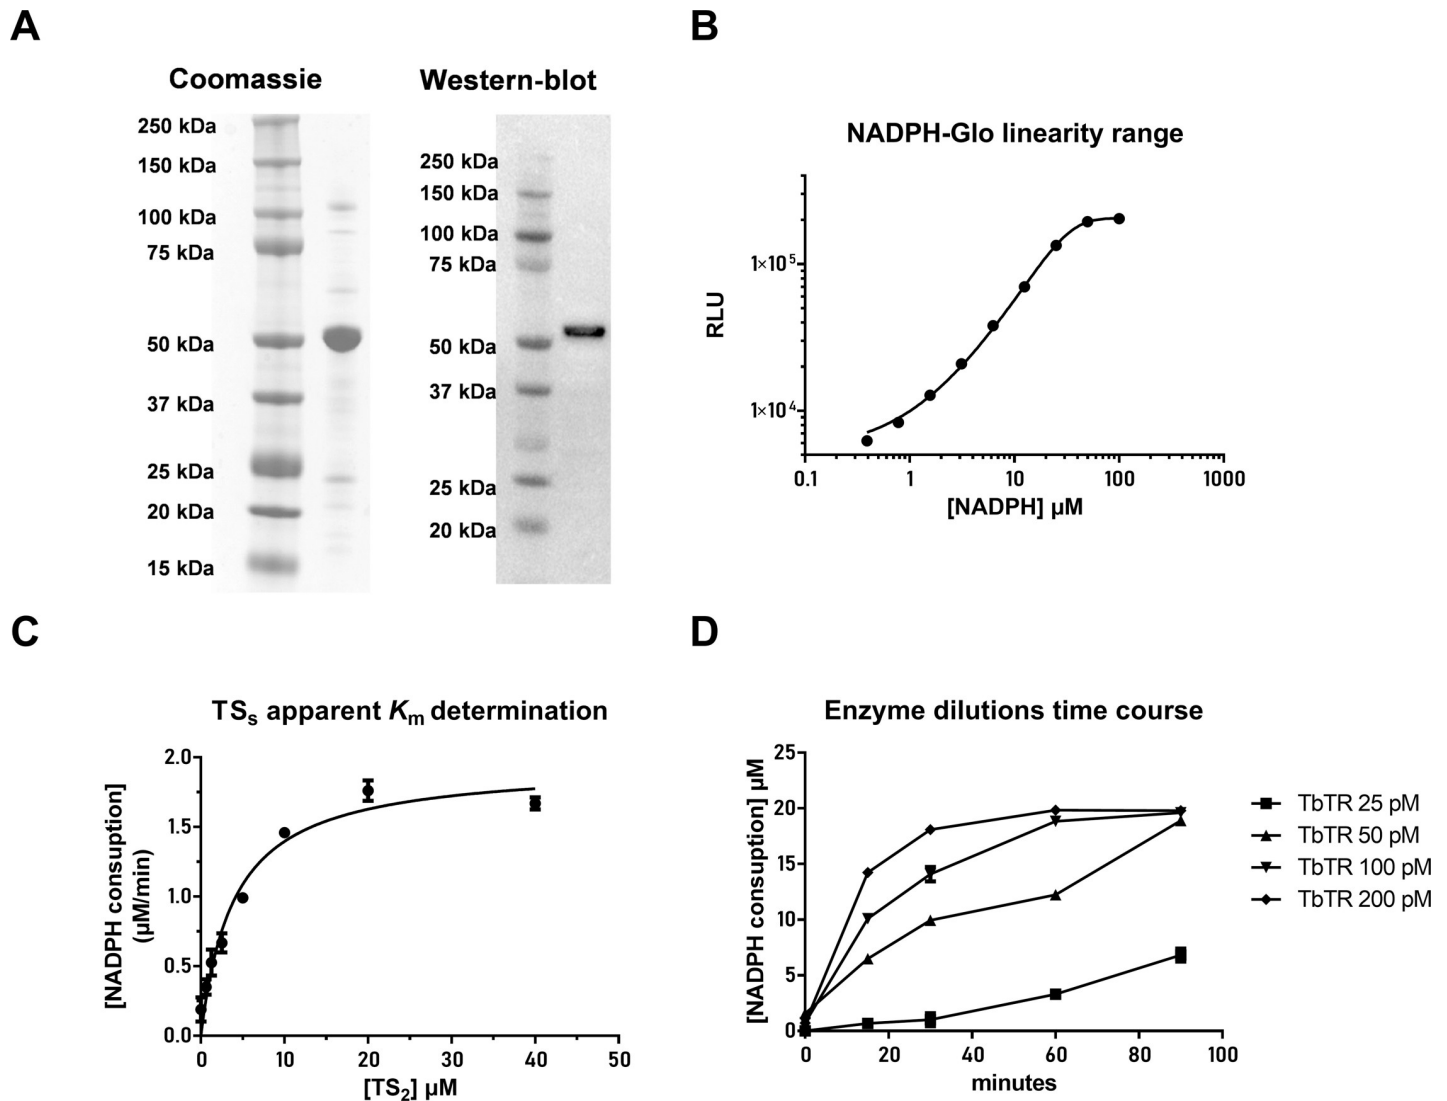 A
Coomassie
250 kDa
150 kDa
100 kDa
75 kDa
50 kDa
37 kDa
25 kDa
20 kDa
15 kDa
Western-blot
250 kDa
150 kDa
100 kDa
75 kDa
50 kDa
37 kDa
25 kDa
20 kDa
B
NADPH-Glo linearity range
RLU
1×10⁵
1×10⁴
0.1 1 10 100 1000
[NADPH] µM
C
TSₛ apparent Kₘ determination
[NADPH consuption]
(µM/min)
2.0
1.5
1.0
0.5
0.0
0 10 20 30 40 50
[TS₂] µM
D
Enzyme dilutions time course
[NADPH consuption] µM
25
20
15
10
5
0
0 20 40 60 80 100
minutes
TbTR 25 pM
TbTR 50 pM
TbTR 100 pM
TbTR 200 pM